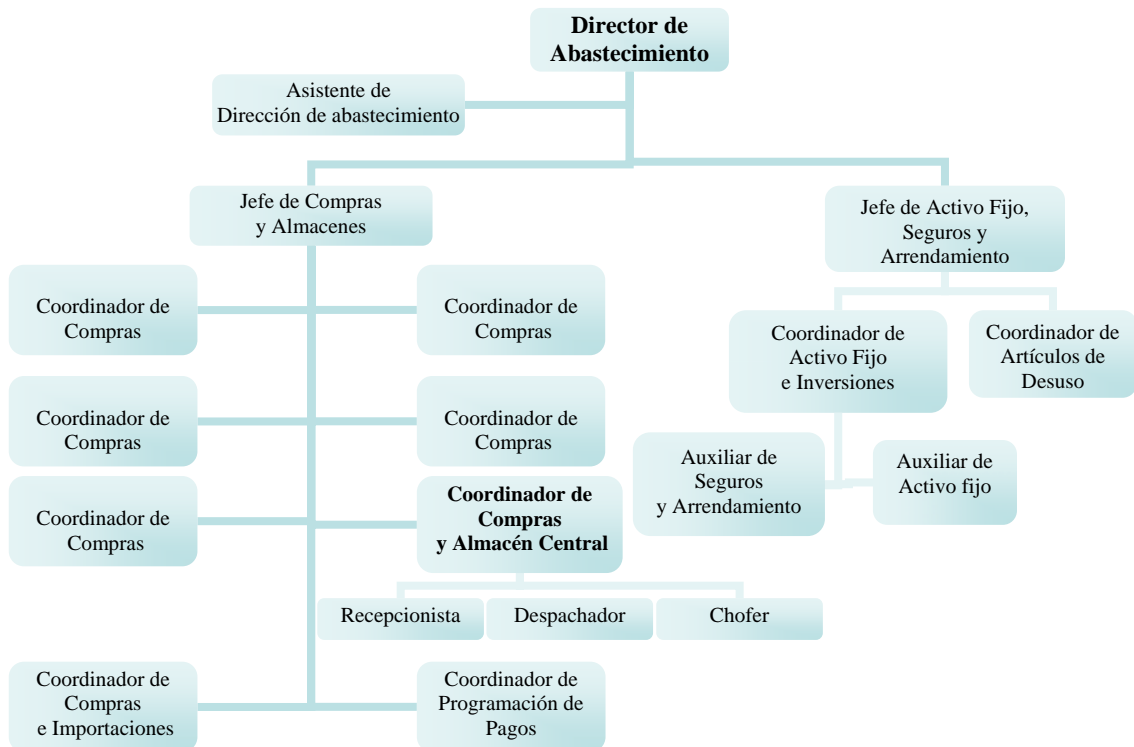 Director de
Abastecimiento
Asistente de
Dirección de abastecimiento
Jefe de Compras
y Almacenes
Jefe de Activo Fijo,
Seguros y
Arrendamiento
Coordinador de
Compras
Coordinador de
Compras
Coordinador de
Activo Fijo
e Inversiones
Coordinador de
Artículos de
Desuso
Coordinador de
Compras
Coordinador de
Compras
Auxiliar de
Seguros
y Arrendamiento
Auxiliar de
Activo fijo
Coordinador de
Compras
Coordinador de
Compras
y Almacén Central
Recepcionista
Despachador
Chofer
Coordinador de
Compras
e Importaciones
Coordinador de
Programación de
Pagos